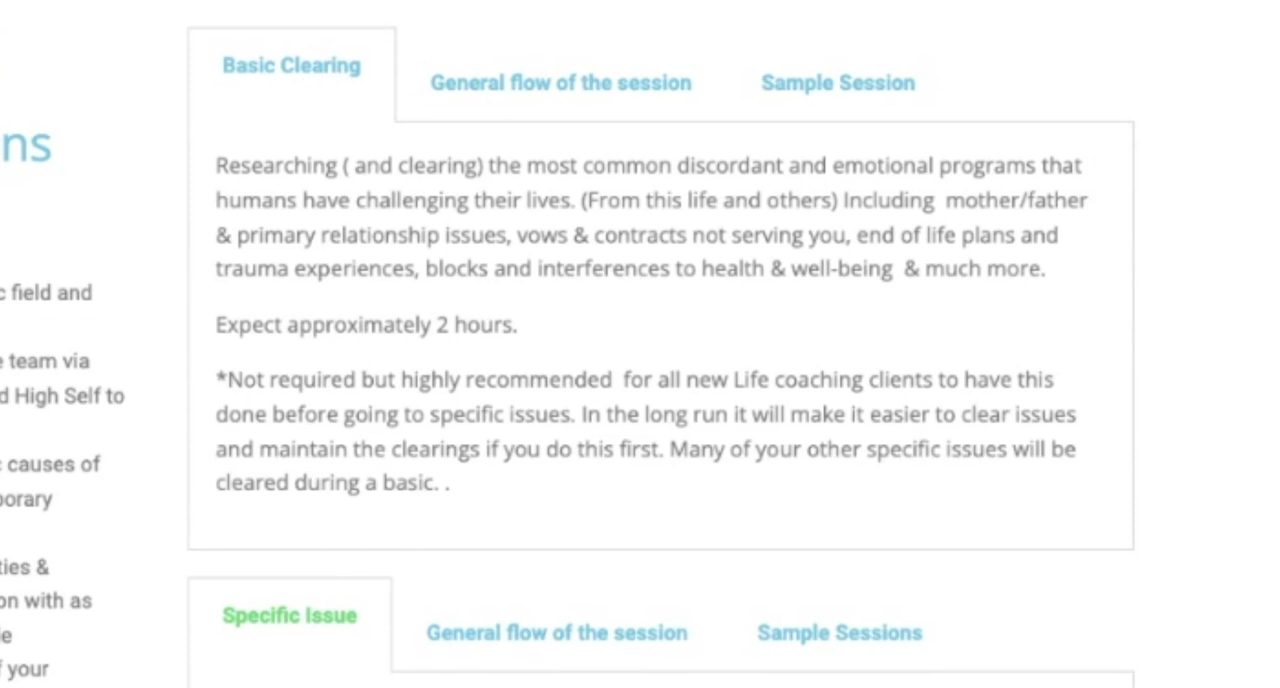 Basic Clearing
General flow of the session
Sample Session
ns
Researching ( and clearing) the most common discordant and emotional programs that
humans have challenging their lives. (From this life and others) Including  mother/father
& primary relationship issues, vows & contracts not serving you, end of life plans and
trauma experiences, blocks and interferences to health & well-being  & much more.
Expect approximately 2 hours.
*Not required but highly recommended  for all new Life coaching clients to have this
done before going to specific issues. In the long run it will make it easier to clear issues
and maintain the clearings if you do this first. Many of your other specific issues will be
cleared during a basic. .
c field and
team via
d High Self to
causes of
porary
ties &
on with as
your
Specific Issue
General flow of the session
Sample Sessions